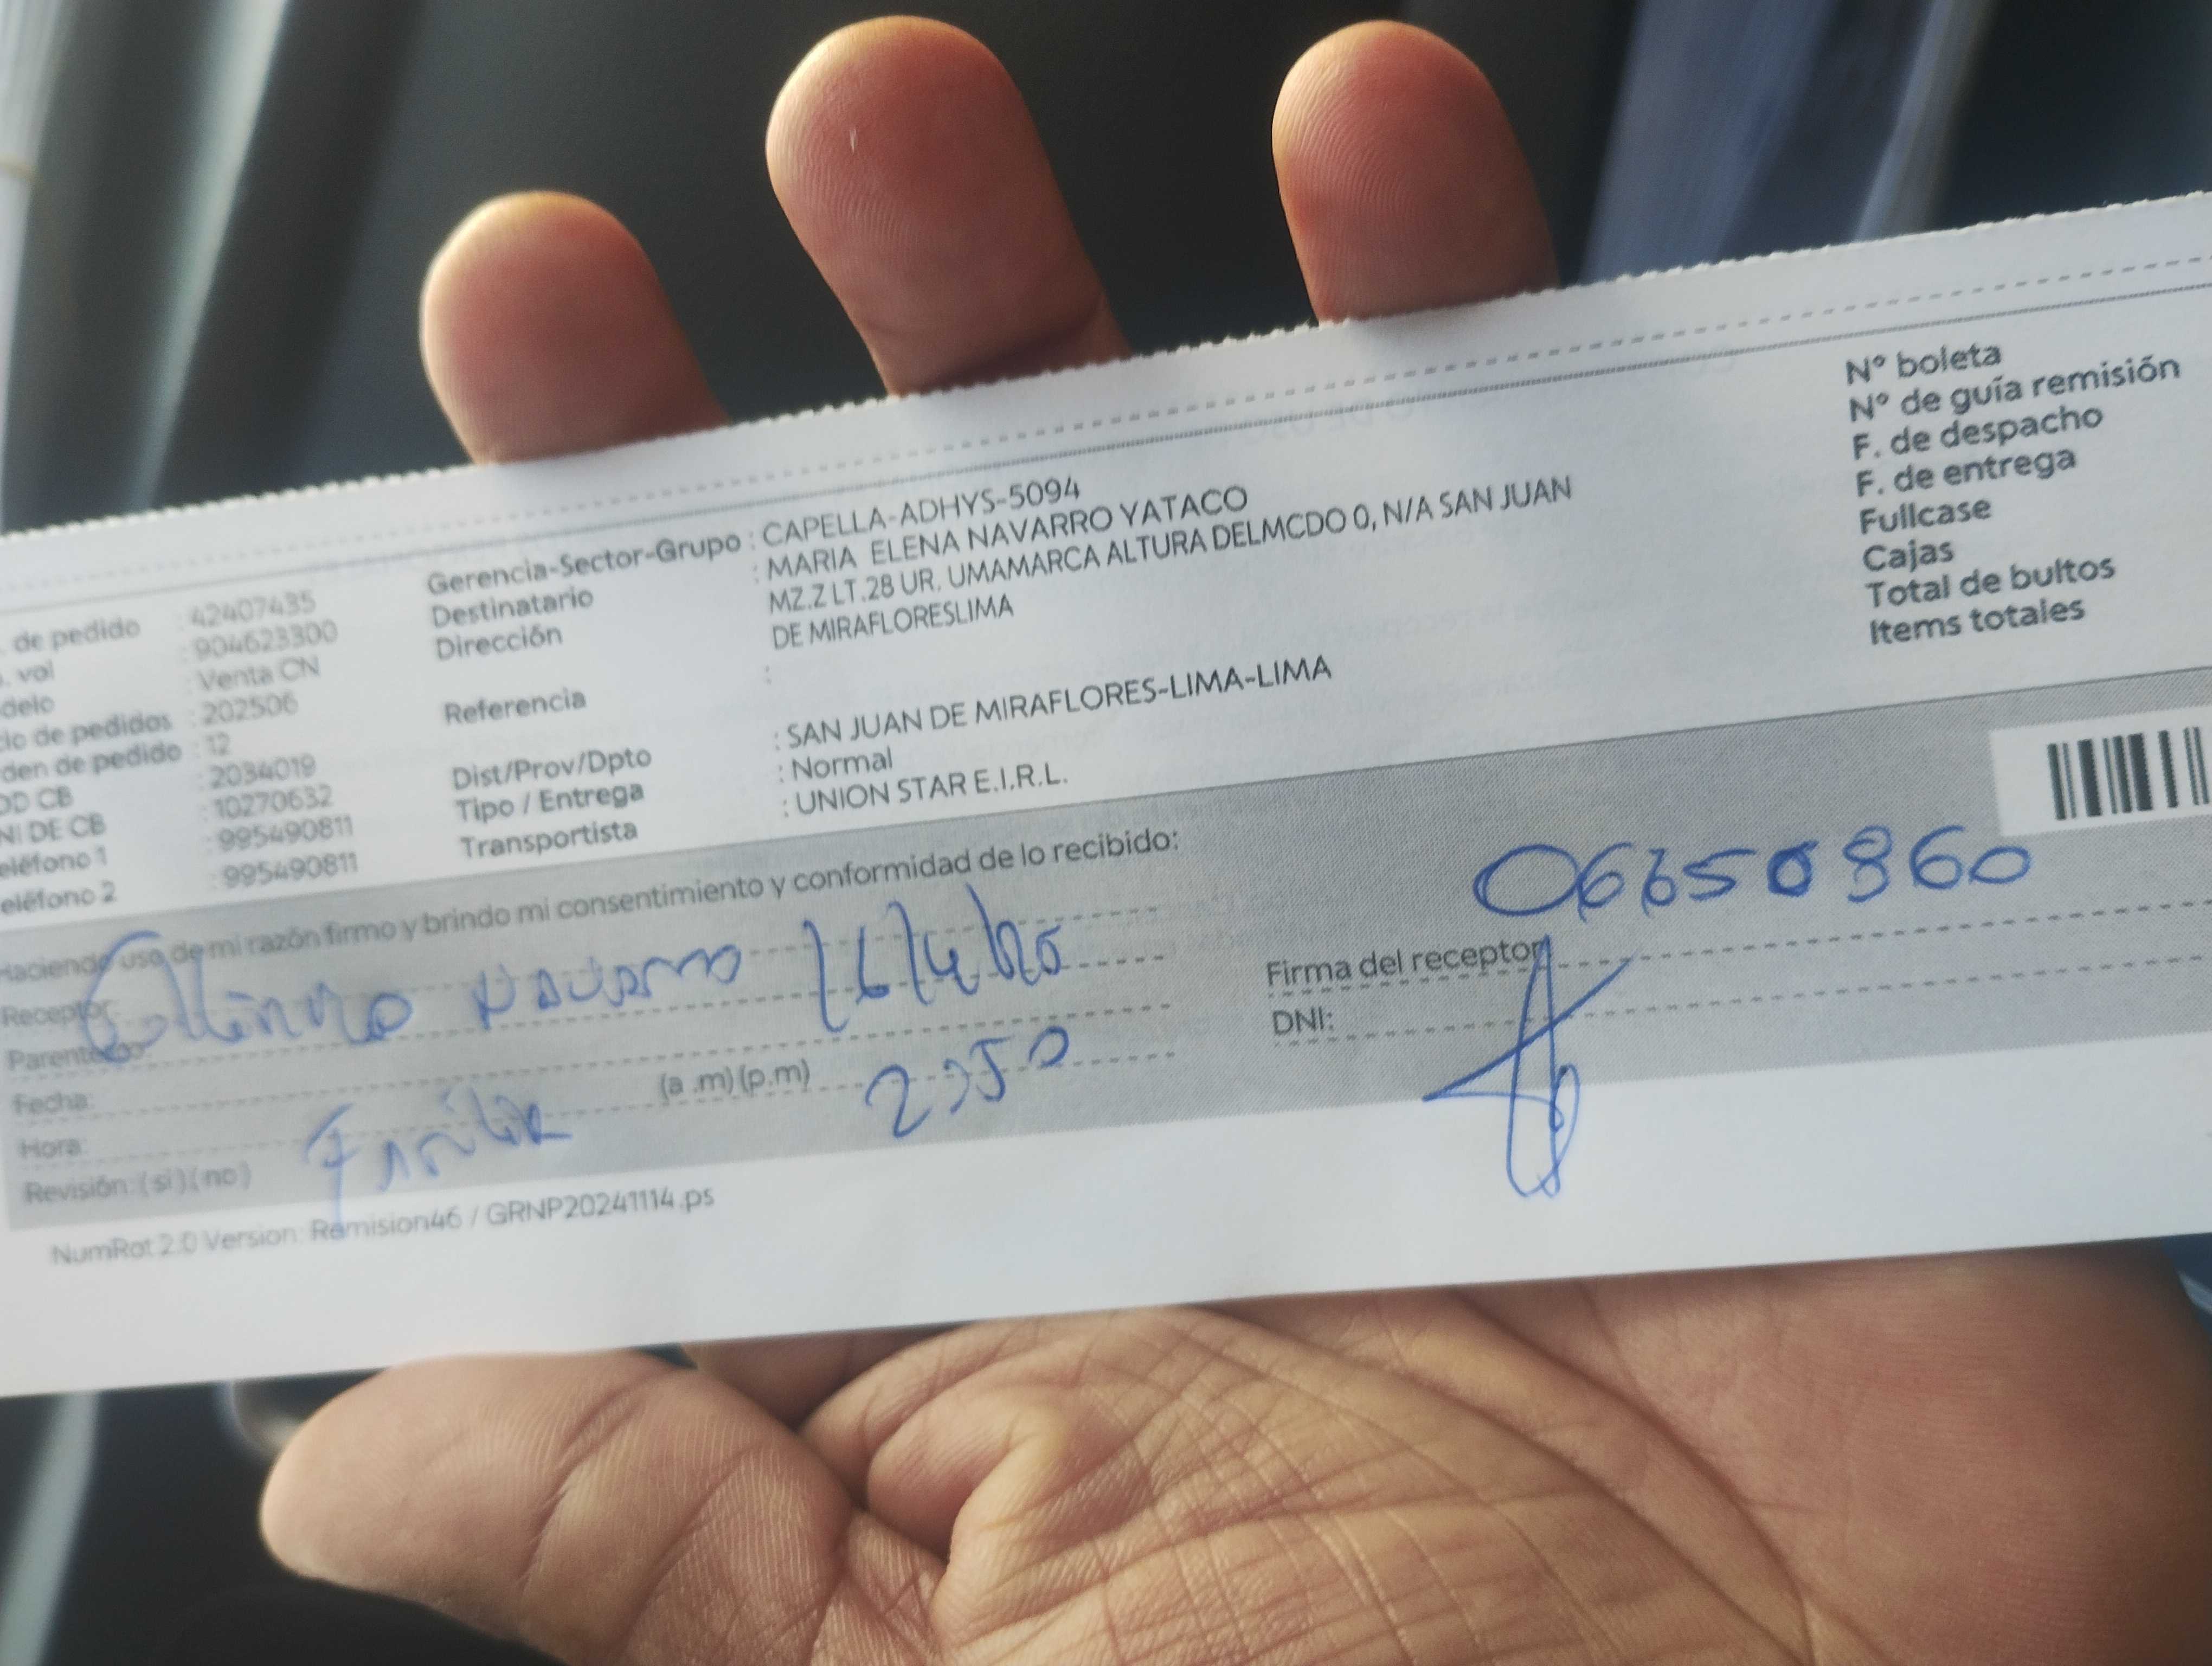 Gerencia-Sector-Grupo : CAPELLA-ADHYS-5094
Destinatario : MARIA ELENA NAVARRO YATACO
Dirección MZ.Z LT.28 UR. UMAMARCA ALTURA DELMCDO 0, N/A SAN JUAN
DE MIRAFLORESLIMA
Referencia :
Dist/Prov/Dpto : SAN JUAN DE MIRAFLORES-LIMA-LIMA
Tipo / Entrega : Normal
Transportista : UNION STAR E.I.R.L.
. de pedido : 42407435
. vol : 904623300
delo : Venta CN
cio de pedidos : 202506
den de pedido : 12
OD CB : 2034019
NI DE CB : 10270632
eléfono 1 : 995490811
eléfono 2 : 995490811
N° boleta
N° de guía remisión
F. de despacho
F. de entrega
Fullcase
Cajas
Total de bultos
Items totales
Haciendo uso de mi razón firmo y brindo mi consentimiento y conformidad de lo recibido:
Receptor: Navarro 16/4/25
Parentesco:
Fecha:
Hora: (a .m) (p.m) 2:50
Revisión: ( si ) ( no )
06650860
Firma del receptor
DNI:
NumRot 2.0 Version: Remision46 / GRNP20241114.ps